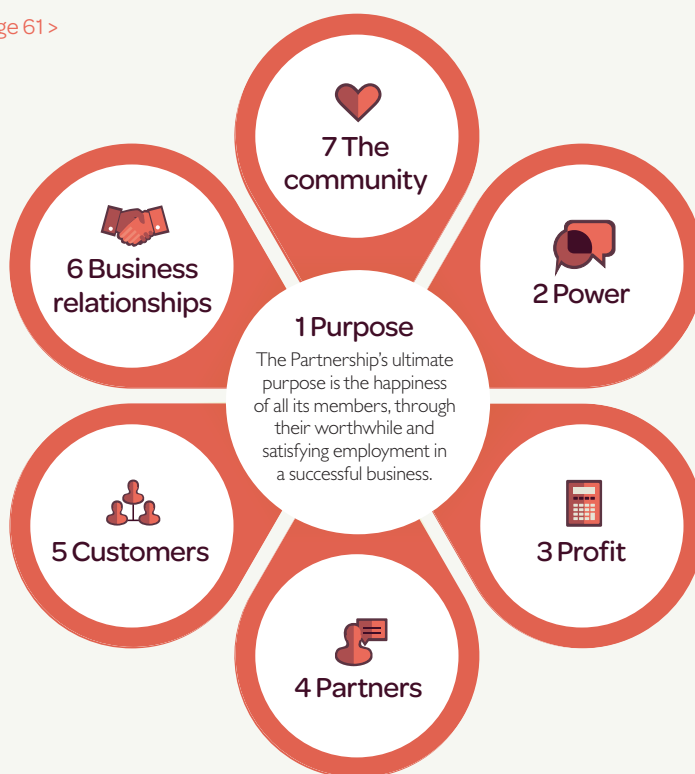 ge 61 >
7 The
community
6 Business
relationships
2 Power
1 Purpose
The Partnership's ultimate
purpose is the happiness
of all its members, through
their worthwhile and
satisfying employment in
a successful business.
5 Customers
3 Profit
4 Partners